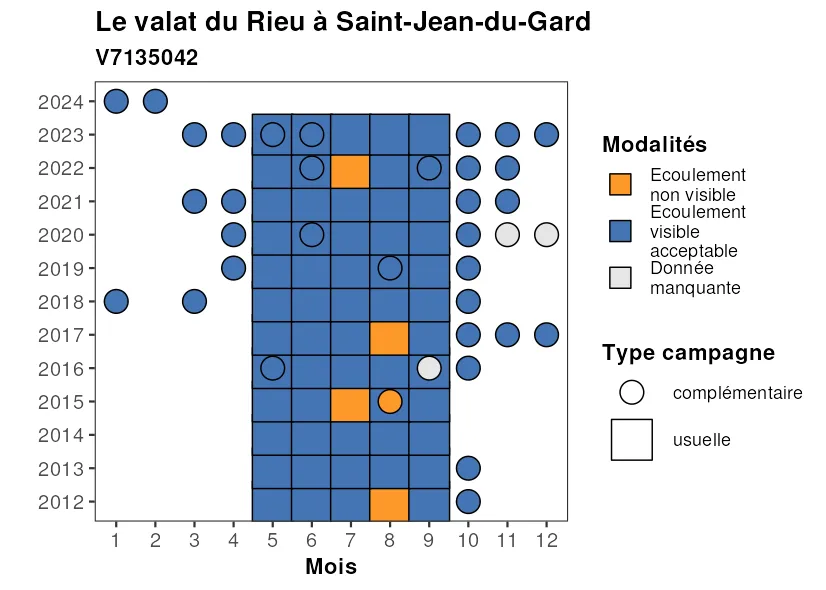 Le valat du Rieu à Saint-Jean-du-Gard
V7135042
2024
2023
2022
2021
2020
2019
2018
2017
2016
2015
2014
2013
2012
1 2 3 4 5 6 7 8 9 10 11 12
Mois
Modalités
Ecoulement
non visible
Ecoulement
visible
acceptable
Donnée
manquante
Type campagne
complémentaire
usuelle